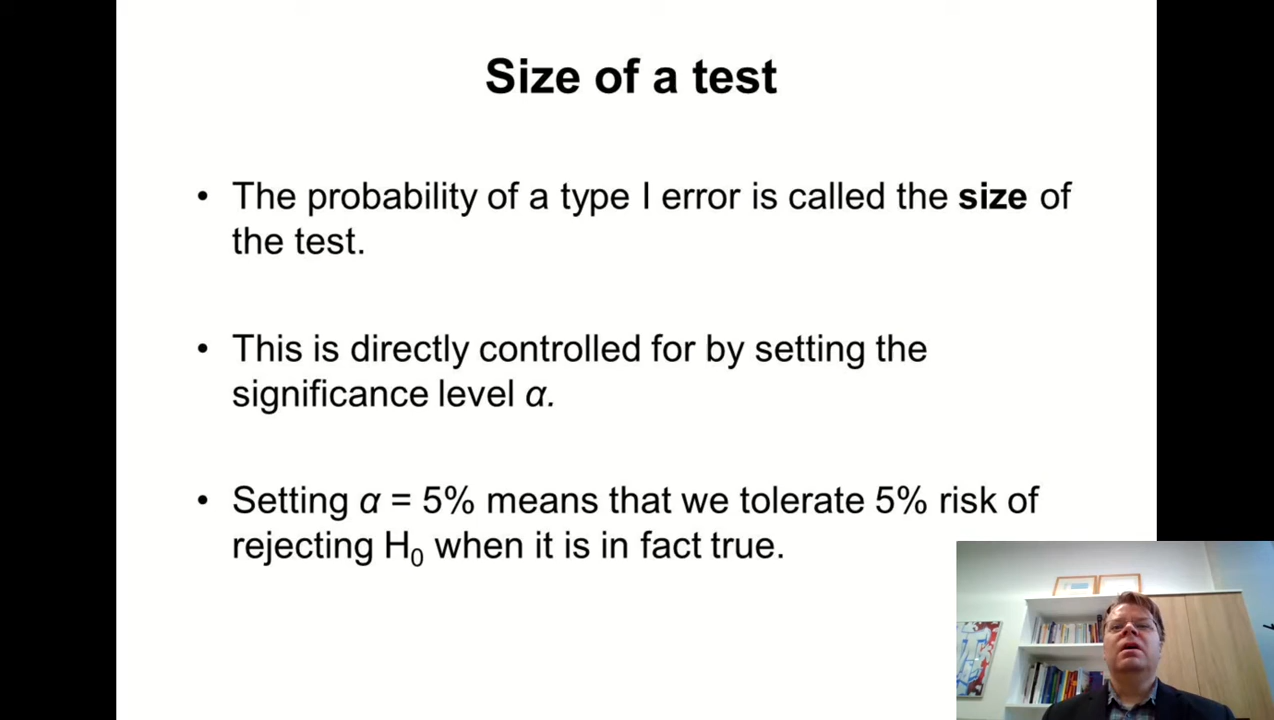 Size of a test
• The probability of a type I error is called the size of
the test.
• This is directly controlled for by setting the
significance level α.
• Setting α = 5% means that we tolerate 5% risk of
rejecting H₀ when it is in fact true.